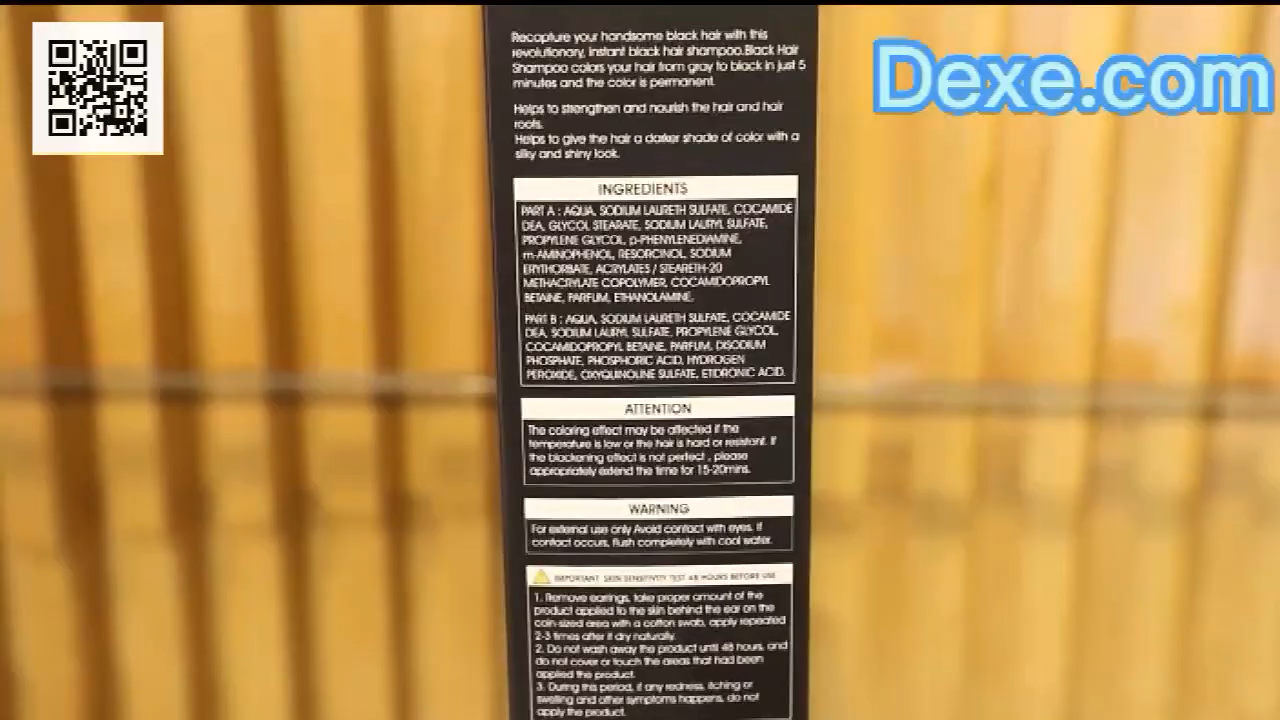 Dexe.com
Recapture your handsome black hair with this
revolutionary, instant black hair shampoo.Black Hair
Shampoo colors your hair from gray to black in just 5
minutes and the color is permanent.
Helps to strengthen and nourish the hair and hair
roots.
Helps to give the hair a darker shade of color with a
silky and shiny look.
INGREDIENTS
PART A : AQUA, SODIUM LAURETH SULFATE, COCAMIDE
DEA, GLYCOL STEARATE, SODIUM LAURYL SULFATE,
PROPYLENE GLYCOL, p-PHENYLENEDIAMINE,
m-AMINOPHENOL, RESORCINOL, SODIUM
ERYTHORBATE, ACRYLATES / STEARETH-20
METHACRYLATE COPOLYMER, COCAMIDOPROPYL
BETAINE, PARFUM, ETHANOLAMINE.
PART B : AQUA, SODIUM LAURETH SULFATE, COCAMIDE
DEA, SODIUM LAURYL SULFATE, PROPYLENE GLYCOL,
COCAMIDOPROPYL BETAINE, PARFUM, DISODIUM
PHOSPHATE, PHOSPHORIC ACID, HYDROGEN
PEROXIDE, OXYQUINOLINE SULFATE, ETIDRONIC ACID.
ATTENTION
The coloring effect may be affected if the
temperature is low or the hair is hard or resistant. If
the blackening effect is not perfect , please
appropriately extend the time for 15-20mins.
WARNING
For external use only Avoid contact with eyes. If
contact occurs, flush completely with cool water.
IMPORTANT SKIN SENSITIVITY TEST 48 HOURS BEFORE USE
1. Remove earrings, take proper amount of the
product applied to the skin behind the ear on the
coin-sized area with a cotton swab, apply repeated
2-3 times after it dry naturally.
2. Do not wash away the product until 48 hours, and
do not cover or touch the areas that had been
applied the product.
3. During this period, if any redness, itching or
swelling and other symptoms happens, do not
apply the product.